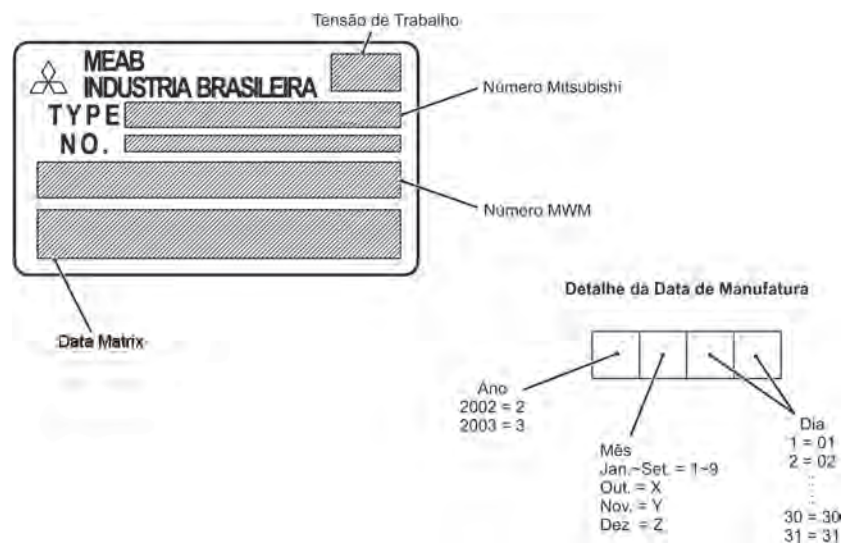 Tensão de Trabalho
MEAB
INDUSTRIA BRASILEIRA
TYPE
Número Mitsubishi
NO.
Número MWM
Data Matrix
Detalhe da Data de Manufatura
Ano
2002 = 2
2003 = 3
Mês
Jan.~Set. = 1~9
Out. = X
Nov. = Y
Dez = Z
Dia
1 = 01
2 = 02
30 = 30
31 = 31